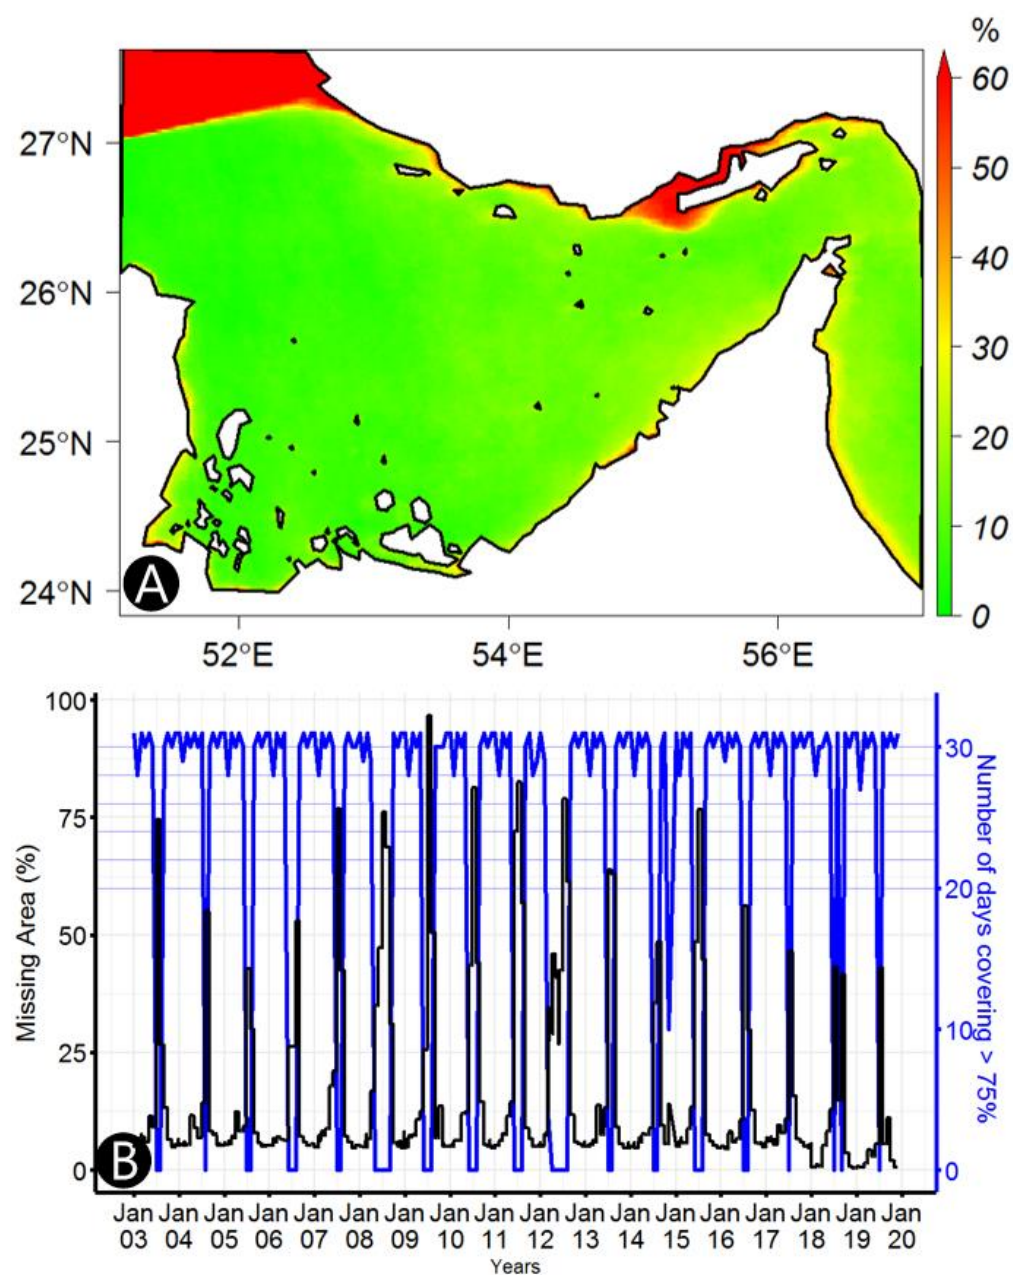 %
60
50
40
30
20
10
0
27°N
26°N
25°N
24°N
A
52°E 54°E 56°E
100
75
50
25
0
Missing Area (%)
30
20
10
0
Number of days covering > 75%
B
Jan Jan Jan Jan Jan Jan Jan Jan Jan Jan Jan Jan Jan Jan Jan Jan Jan Jan
03 04 05 06 07 08 09 10 11 12 13 14 15 16 17 18 19 20
Years